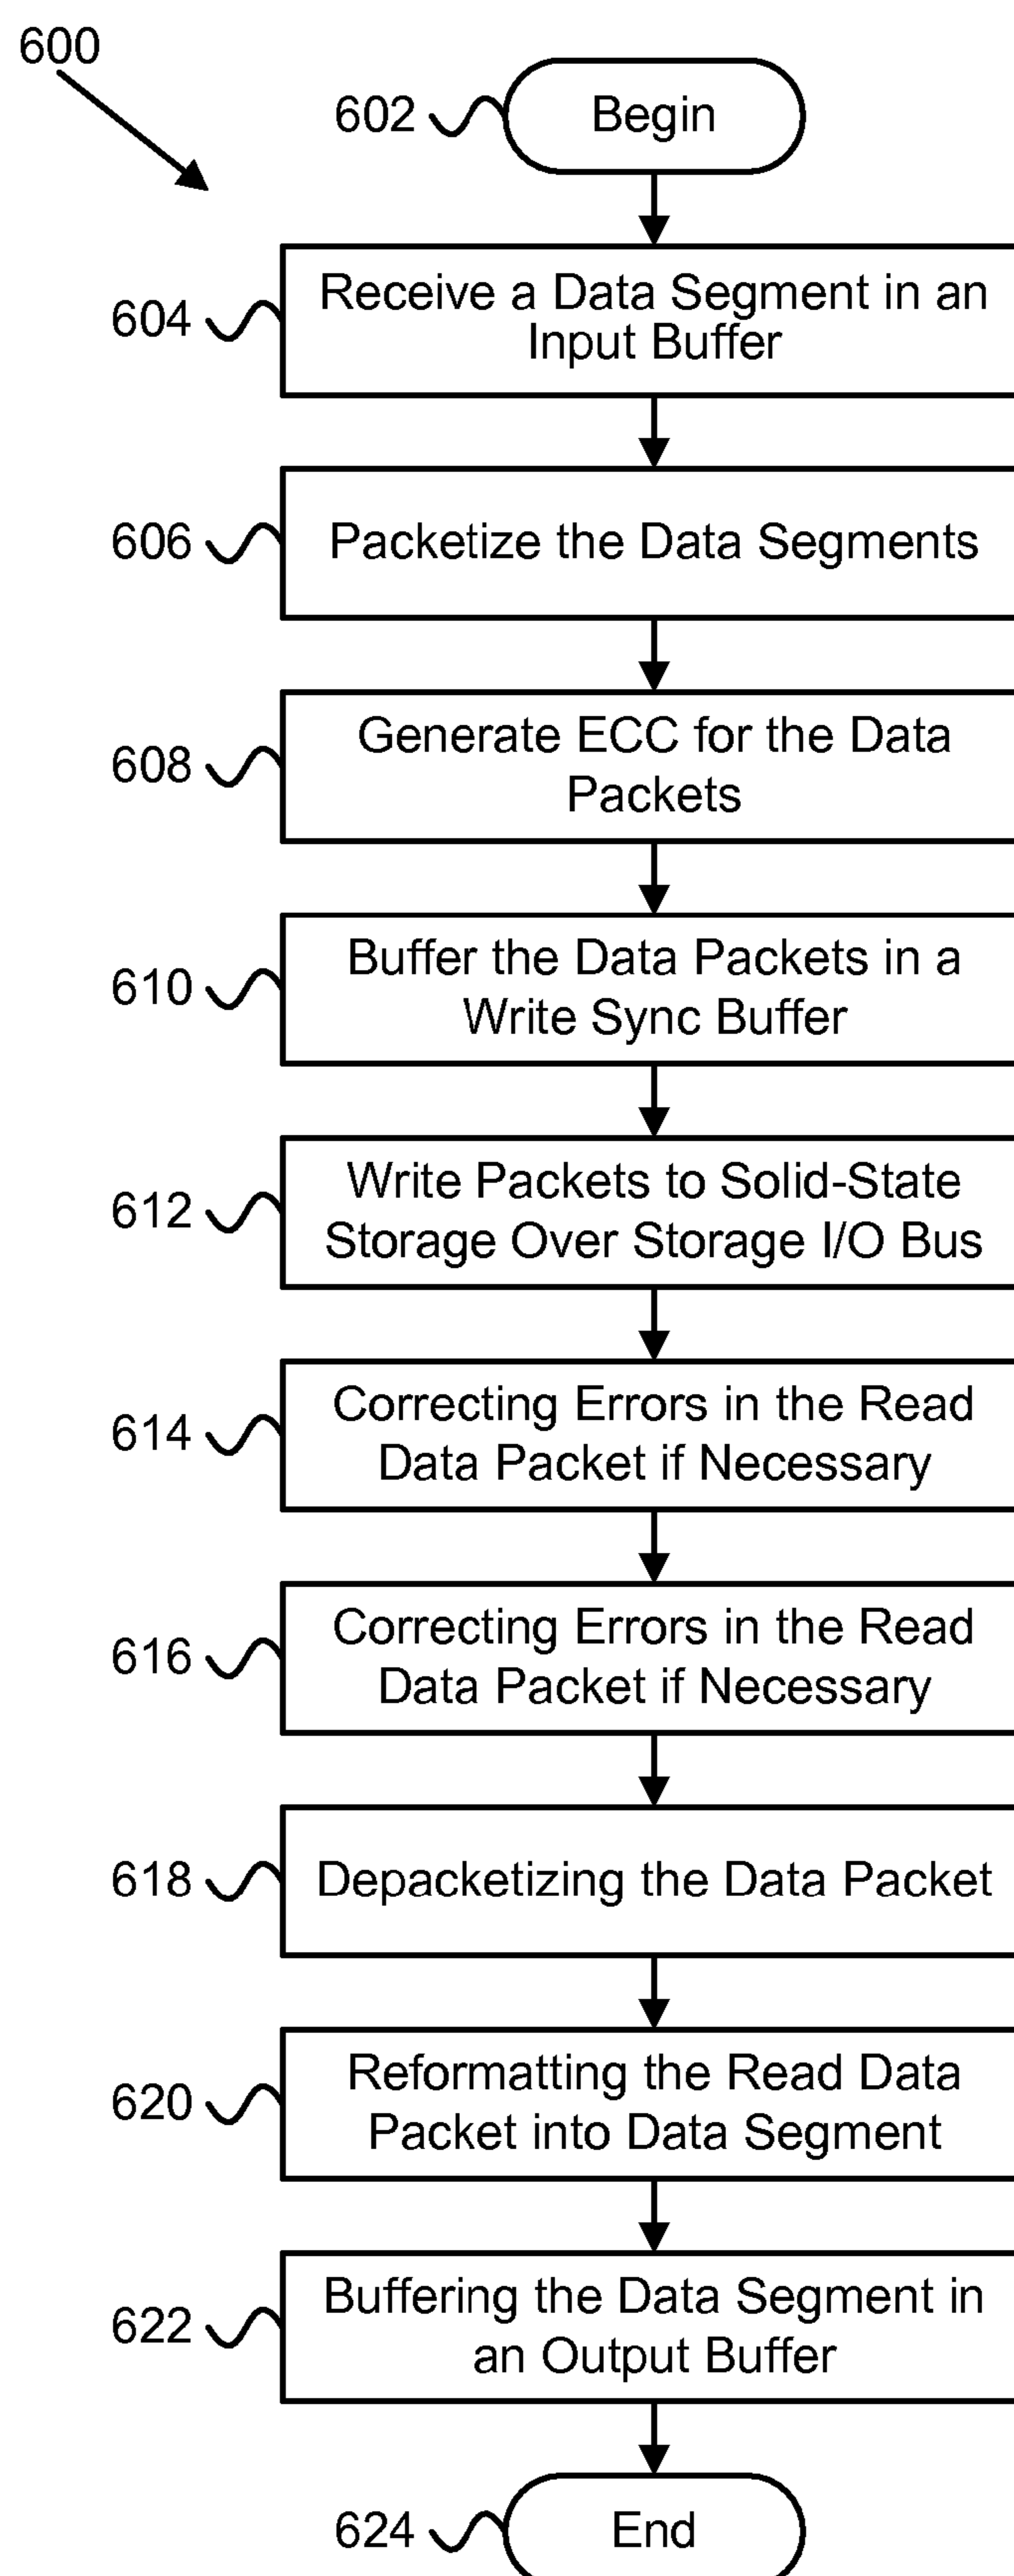 600
602
Begin
604
Receive a Data Segment in an
Input Buffer
606
Packetize the Data Segments
608
Generate ECC for the Data
Packets
610
Buffer the Data Packets in a
Write Sync Buffer
612
Write Packets to Solid-State
Storage Over Storage I/O Bus
614
Correcting Errors in the Read
Data Packet if Necessary
616
Correcting Errors in the Read
Data Packet if Necessary
618
Depacketizing the Data Packet
620
Reformatting the Read Data
Packet into Data Segment
622
Buffering the Data Segment in
an Output Buffer
624
End